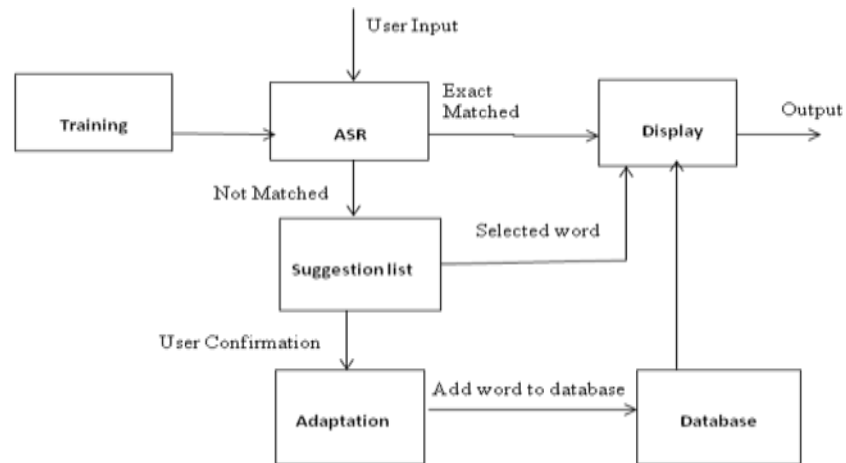 User Input
Training
ASR
Exact
Matched
Display
Output
Not Matched
Suggestion list
Selected word
User Confirmation
Adaptation
Add word to database
Database